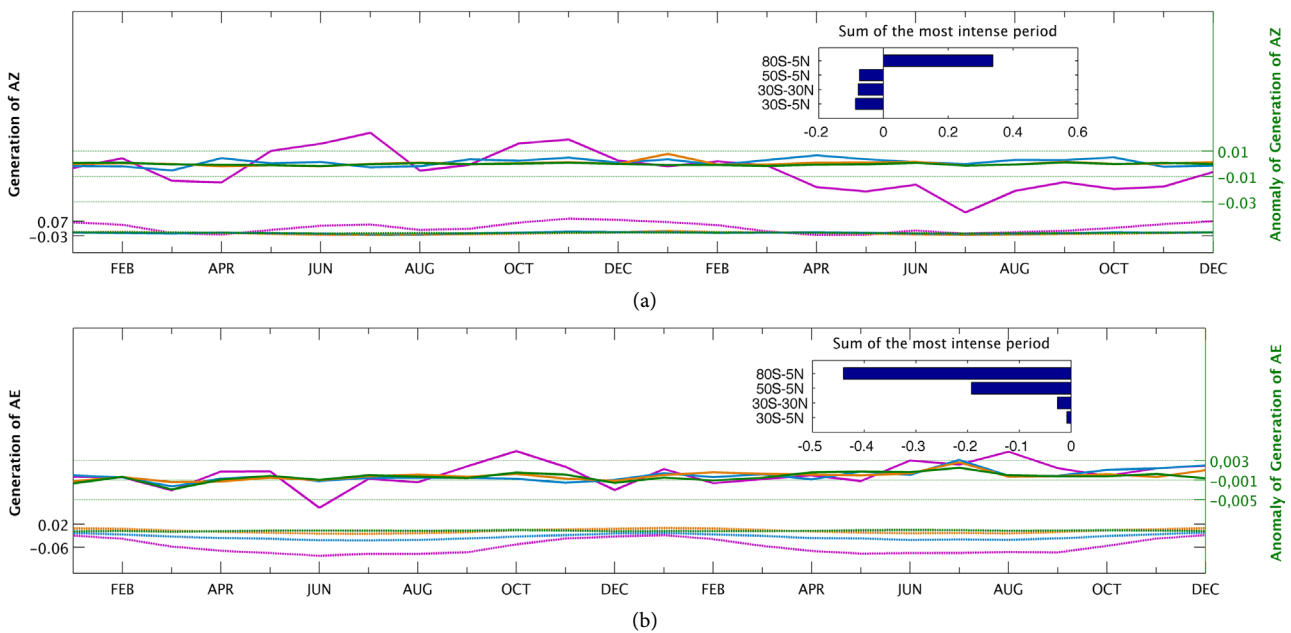 Sum of the most intense period
80S-5N
50S-5N
30S-30N
30S-5N
-0.2 0 0.2 0.4 0.6
Generation of AZ
Anomaly of Generation of AZ
0.01
−0.01
−0.03
0.07
−0.03
FEB APR JUN AUG OCT DEC FEB APR JUN AUG OCT DEC
(a)
Sum of the most intense period
80S-5N
50S-5N
30S-30N
30S-5N
-0.5 -0.4 -0.3 -0.2 -0.1 0
Generation of AE
Anomaly of Generation of AE
0,003
−0,001
−0,005
0.02
−0.06
FEB APR JUN AUG OCT DEC FEB APR JUN AUG OCT DEC
(b)